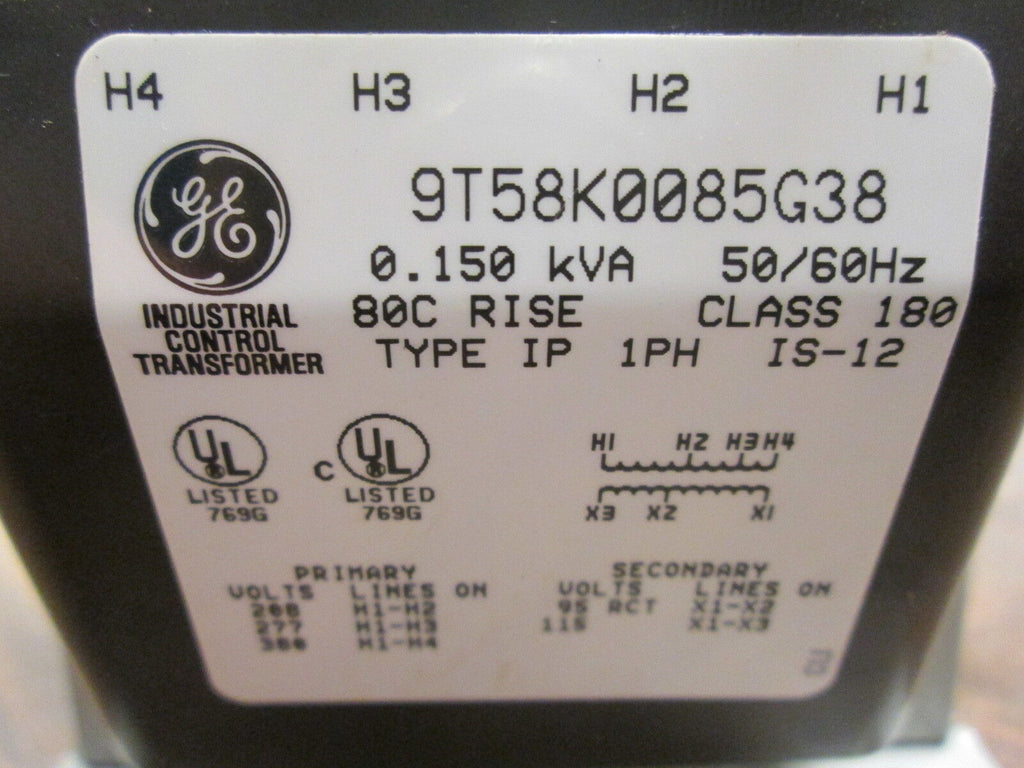 H4 H3 H2 H1
GE
9T58K0085G38
0.150 kVA 50/60Hz
80C RISE CLASS 180
TYPE IP 1PH IS-12
INDUSTRIAL
CONTROL
TRANSFORMER
UL ®
LISTED
769G
C UL ®
LISTED
769G
H1 H2 H3 H4
X3 X2 X1
PRIMARY
VOLTS LINES ON
208 H1-H2
277 H1-H3
H1-H4
SECONDARY
VOLTS LINES ON
95 RCT X1-X2
115 X1-X3